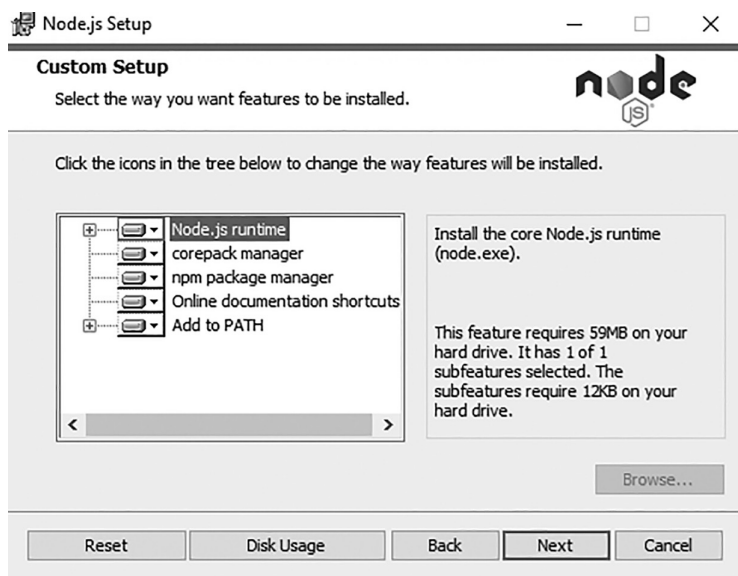 Node.js Setup
Custom Setup
Select the way you want features to be installed.
node
JS
Click the icons in the tree below to change the way features will be installed.
Node.js runtime
corepack manager
npm package manager
Online documentation shortcuts
Add to PATH
Install the core Node.js runtime
(node.exe).
This feature requires 59MB on your
hard drive. It has 1 of 1
subfeatures selected. The
subfeatures require 12KB on your
hard drive.
Browse...
Reset
Disk Usage
Back
Next
Cancel